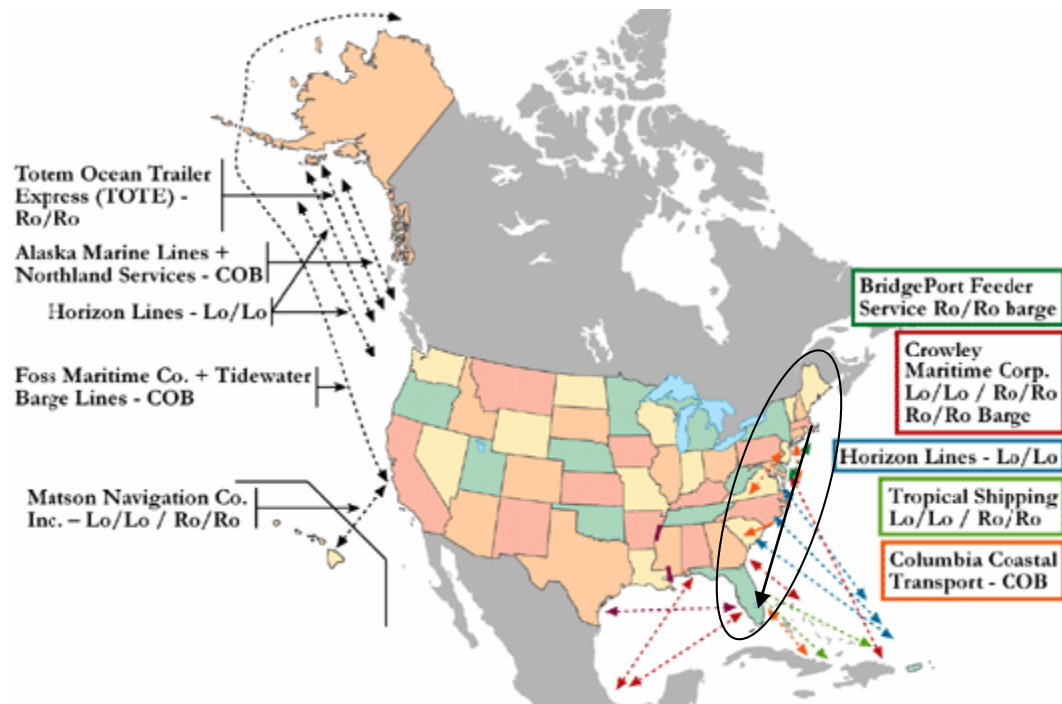 Totem Ocean Trailer
Express (TOTE) -
Ro/Ro
Alaska Marine Lines +
Northland Services - COB
Horizon Lines - Lo/Lo
Foss Maritime Co. + Tidewater
Barge Lines - COB
Matson Navigation Co.
Inc. – Lo/Lo / Ro/Ro
BridgePort Feeder
Service Ro/Ro barge
Crowley
Maritime Corp.
Lo/Lo / Ro/Ro
Ro/Ro Barge
Horizon Lines - Lo/Lo
Tropical Shipping
Lo/Lo / Ro/Ro
Columbia Coastal
Transport - COB